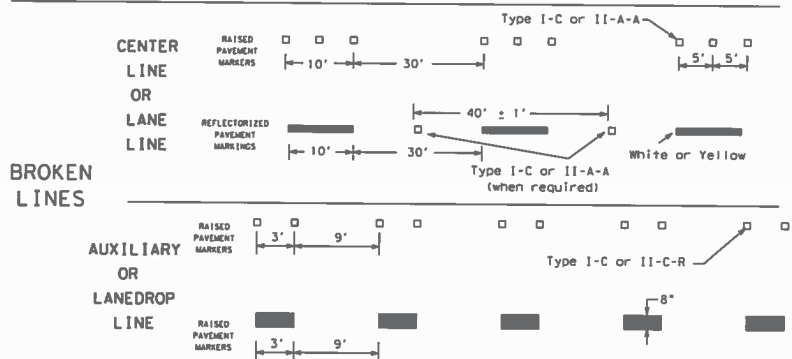 Type I-C or II-A-A
CENTER
LINE
OR
LANE
LINE
RAISED
PAVEMENT
MARKERS
10'
30'
5'
5'
REFLECTORIZED
PAVEMENT
MARKINGS
40' ± 1'
10'
30'
Type I-C or II-A-A
(when required)
White or Yellow
BROKEN
LINES
AUXILIARY
OR
LANEDROP
LINE
RAISED
PAVEMENT
MARKERS
3'
9'
Type I-C or II-C-R
8"
RAISED
PAVEMENT
MARKERS
3'
9'